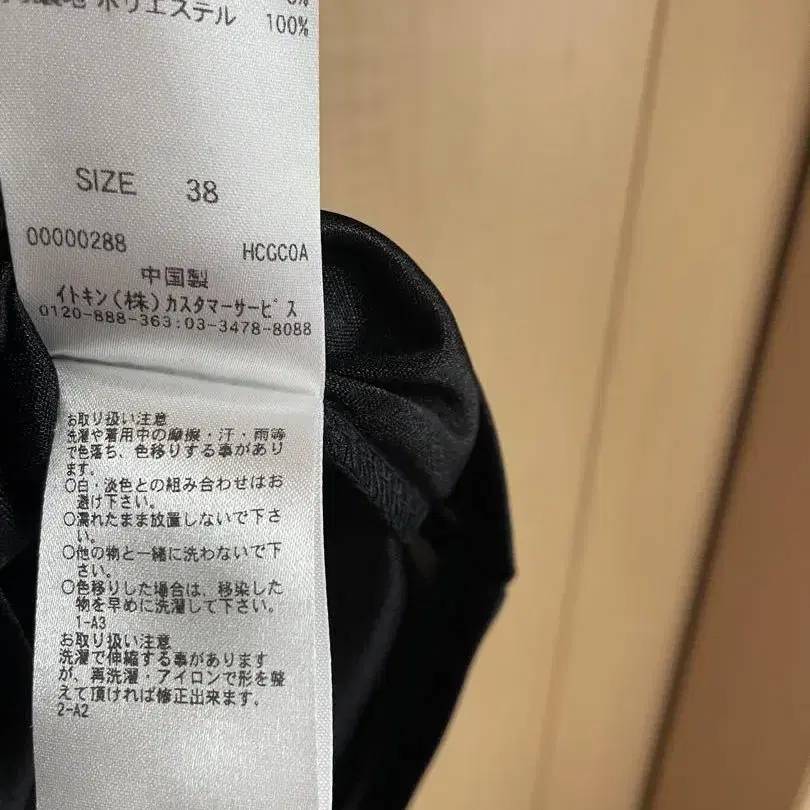 ポリエステル 100%
SIZE 38
00000288 HCGC0A
中国製
イトキン(株)カスタマーサービス
0120-888-363:03-3478-8088
お取り扱い注意
洗濯や着用中の摩擦・汗・雨等
で色落ち、色移りする事があり
ます。
○白・淡色との組み合わせはお
避け下さい。
○濡れたまま放置しないで下さ
い。
○他の物と一緒に洗わないで下
さい。
○色移りした場合は、移染した
物を早めに洗濯して下さい。
1-A3
お取り扱い注意
洗濯で伸縮する事があります
が、再洗濯・アイロンで形を整
えて頂ければ修正出来ます。
2-A2